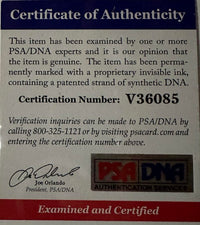 Certificate of Authenticity
This item has been examined by one or more
PSA/DNA experts and it is our opinion that
the item is genuine. The item has been
permanently marked with a proprietary invisible ink,
containing a patented strand of synthetic DNA.
Certification Number: V36085
Verification inquiries can be made to PSA/DNA by
calling 800-325-1121 or by visiting psacard.com and
entering the certification number above.
Joe Orlando
President, PSA/DNA
PSA/DNA
AUTHENTICATION SERVICES
Examined and Certified